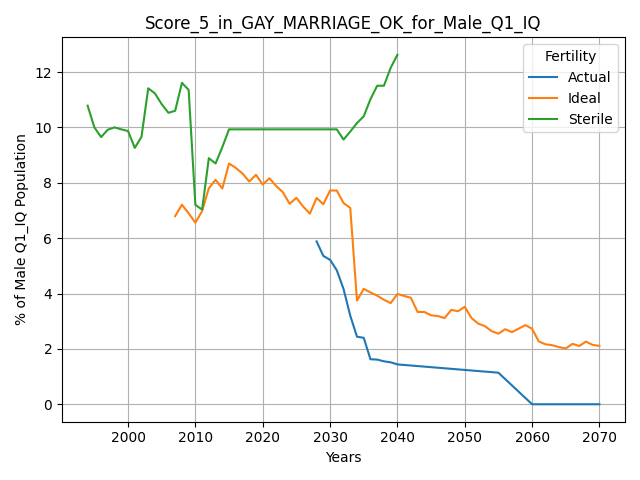 Score_5_in_GAY_MARRIAGE_OK_for_Male_Q1_IQ
Fertility
Actual
Ideal
Sterile
% of Male Q1_IQ Population
12
10
8
6
4
2
0
2000 2010 2020 2030 2040 2050 2060 2070
Years